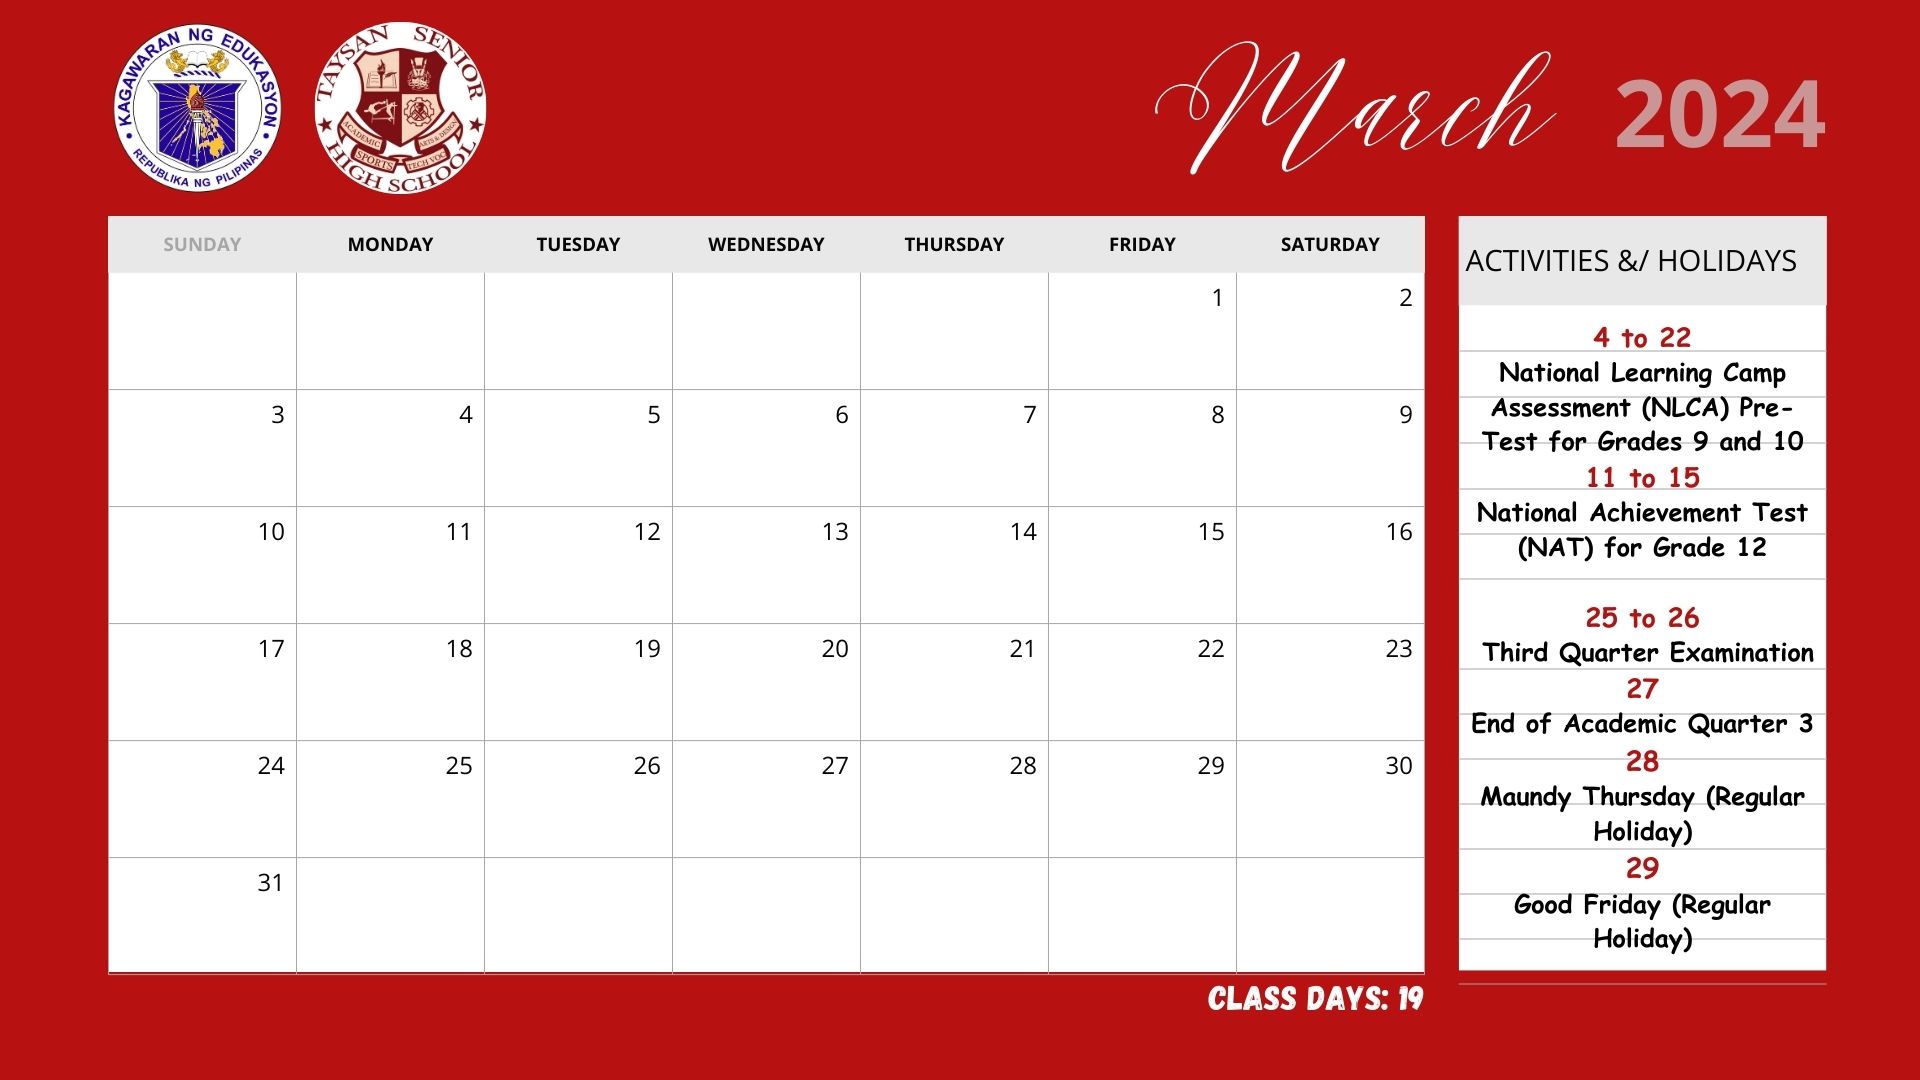 KAGAWARAN NG EDUKASYON
REPUBLIKA NG PILIPINAS
TAYSAN SENIOR
HIGH SCHOOL
ACADEMIC
SPORTS
TECH VOC
ARTS & DESIGN
March 2024
SUNDAY MONDAY TUESDAY WEDNESDAY THURSDAY FRIDAY SATURDAY
1 2
3 4 5 6 7 8 9
10 11 12 13 14 15 16
17 18 19 20 21 22 23
24 25 26 27 28 29 30
31
CLASS DAYS: 19
ACTIVITIES &/ HOLIDAYS
4 to 22
National Learning Camp
Assessment (NLCA) Pre-
Test for Grades 9 and 10
11 to 15
National Achievement Test
(NAT) for Grade 12
25 to 26
Third Quarter Examination
27
End of Academic Quarter 3
28
Maundy Thursday (Regular
Holiday)
29
Good Friday (Regular
Holiday)